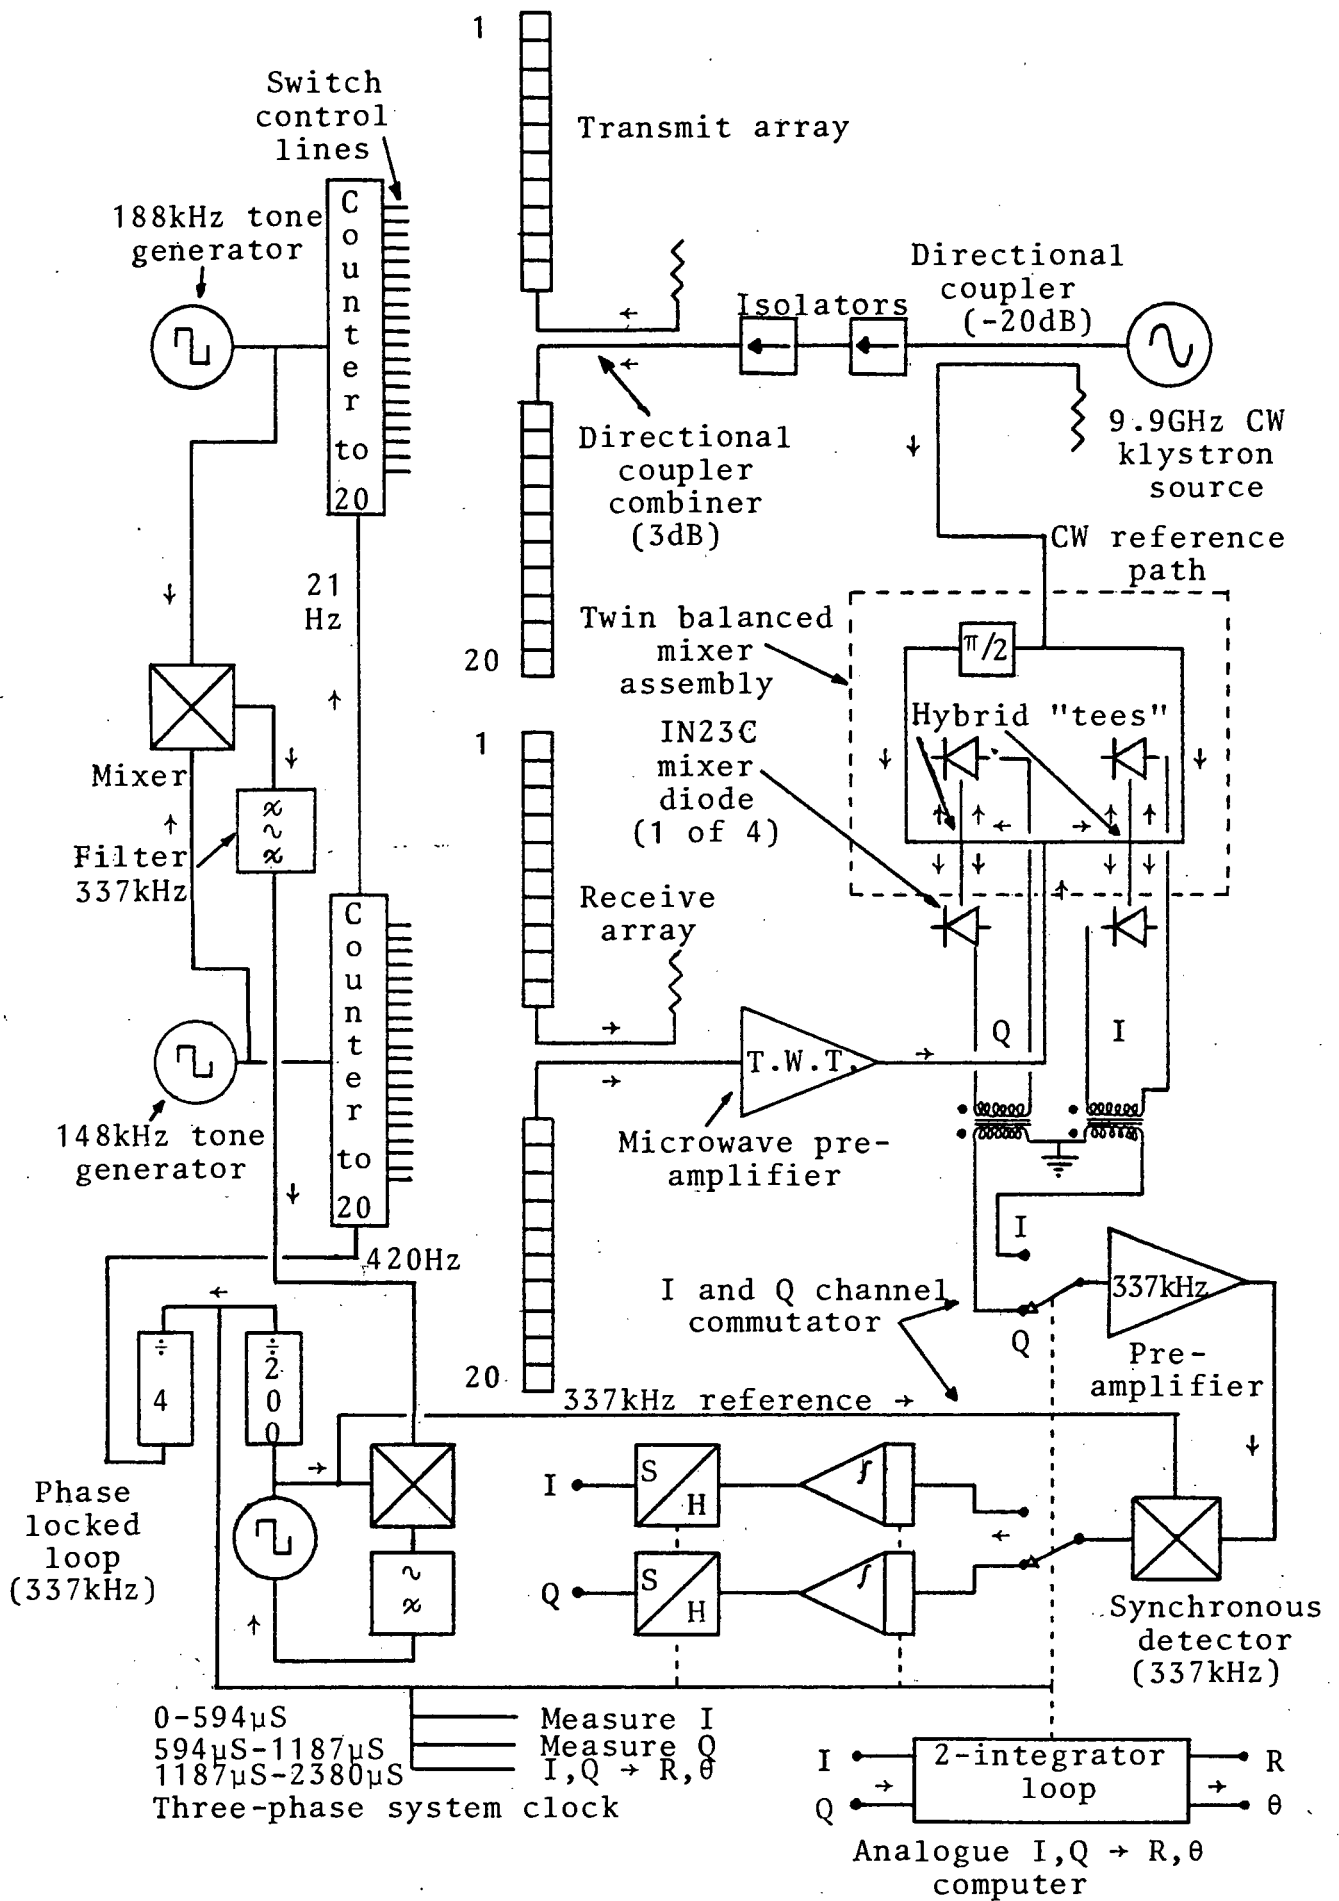 1
Switch
control
lines
Transmit array
188kHz tone
generator
C
o
u
n
t
e
r
to
20
Directional
coupler
(-20dB)
Isolators
Directional
coupler
combiner
(3dB)
9.9GHz CW
klystron
source
CW reference
path
21
Hz
20
Twin balanced
mixer
assembly
π/2
Hybrid "tees"
1
IN23C
mixer
diode
(1 of 4)
Mixer
Filter
337kHz
Receive
array
C
o
u
n
t
e
r
to
20
Q
I
T.W.T.
148kHz tone
generator
Microwave pre-
amplifier
420Hz
I
I and Q channel
commutator
337kHz
Q
Pre-
amplifier
÷
4
÷
2
0
0
20
337kHz reference
Phase
locked
loop
(337kHz)
I
S
H
∫
Q
S
H
∫
Synchronous
detector
(337kHz)
0-594µS
Measure I
594µS-1187µS
Measure Q
1187µS-2380µS
I,Q → R,θ
Three-phase system clock
I
2-integrator
loop
R
Q
θ
Analogue I,Q → R,θ
computer